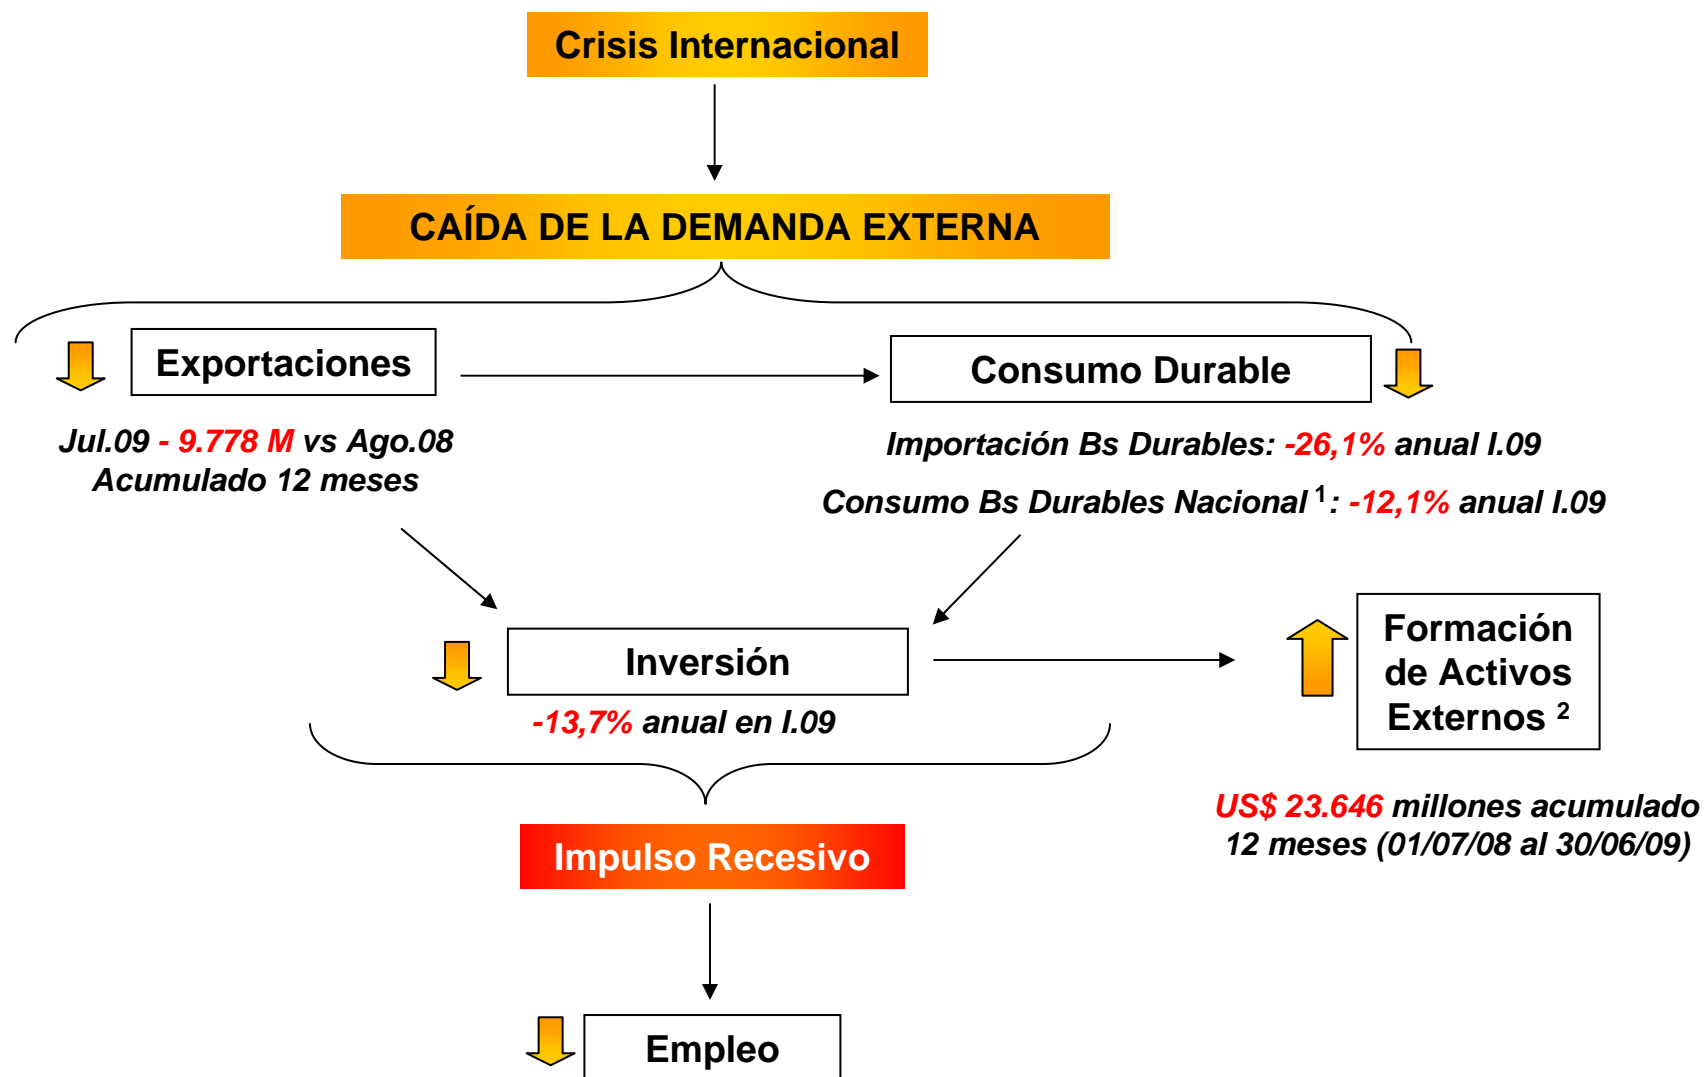 Crisis Internacional
CAÍDA DE LA DEMANDA EXTERNA
Exportaciones
Consumo Durable
Jul.09 - 9.778 M vs Ago.08
Acumulado 12 meses
Importación Bs Durables: -26,1% anual I.09
Consumo Bs Durables Nacional 1 : -12,1% anual I.09
Inversión
-13,7% anual en I.09
Formación
de Activos
Externos 2
US$ 23.646 millones acumulado
12 meses (01/07/08 al 30/06/09)
Impulso Recesivo
Empleo